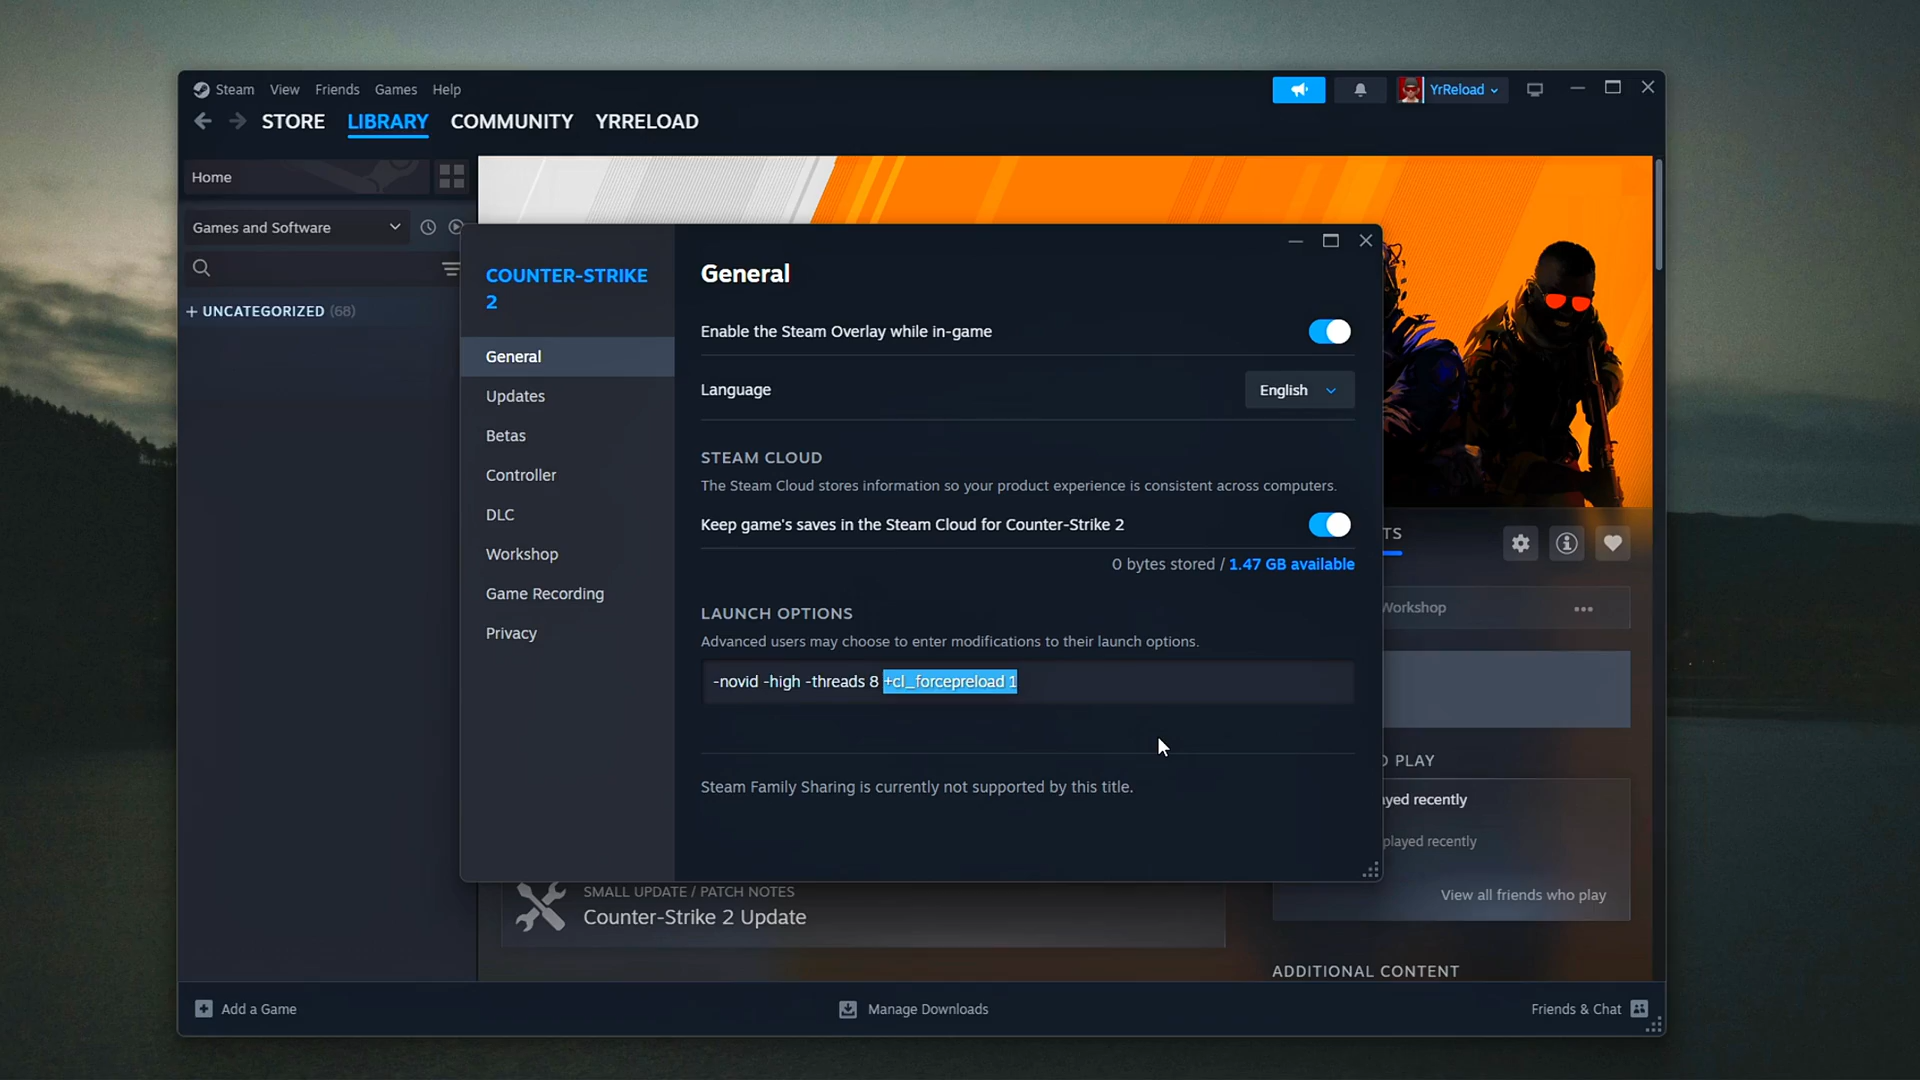 Steam View Friends Games Help
YrReload
STORE LIBRARY COMMUNITY YRRELOAD
Home
Games and Software
+ UNCATEGORIZED (68)
COUNTER-STRIKE
2
General
Updates
Betas
Controller
DLC
Workshop
Game Recording
Privacy
General
Enable the Steam Overlay while in-game
Language
English
STEAM CLOUD
The Steam Cloud stores information so your product experience is consistent across computers.
Keep game's saves in the Steam Cloud for Counter-Strike 2
0 bytes stored / 1.47 GB available
LAUNCH OPTIONS
Advanced users may choose to enter modifications to their launch options.
-novid -high -threads 8 +cl_forcepreload 1
Steam Family Sharing is currently not supported by this title.
TS
Workshop
PLAY
yed recently
played recently
View all friends who play
SMALL UPDATE / PATCH NOTES
Counter-Strike 2 Update
ADDITIONAL CONTENT
Add a Game
Manage Downloads
Friends & Chat